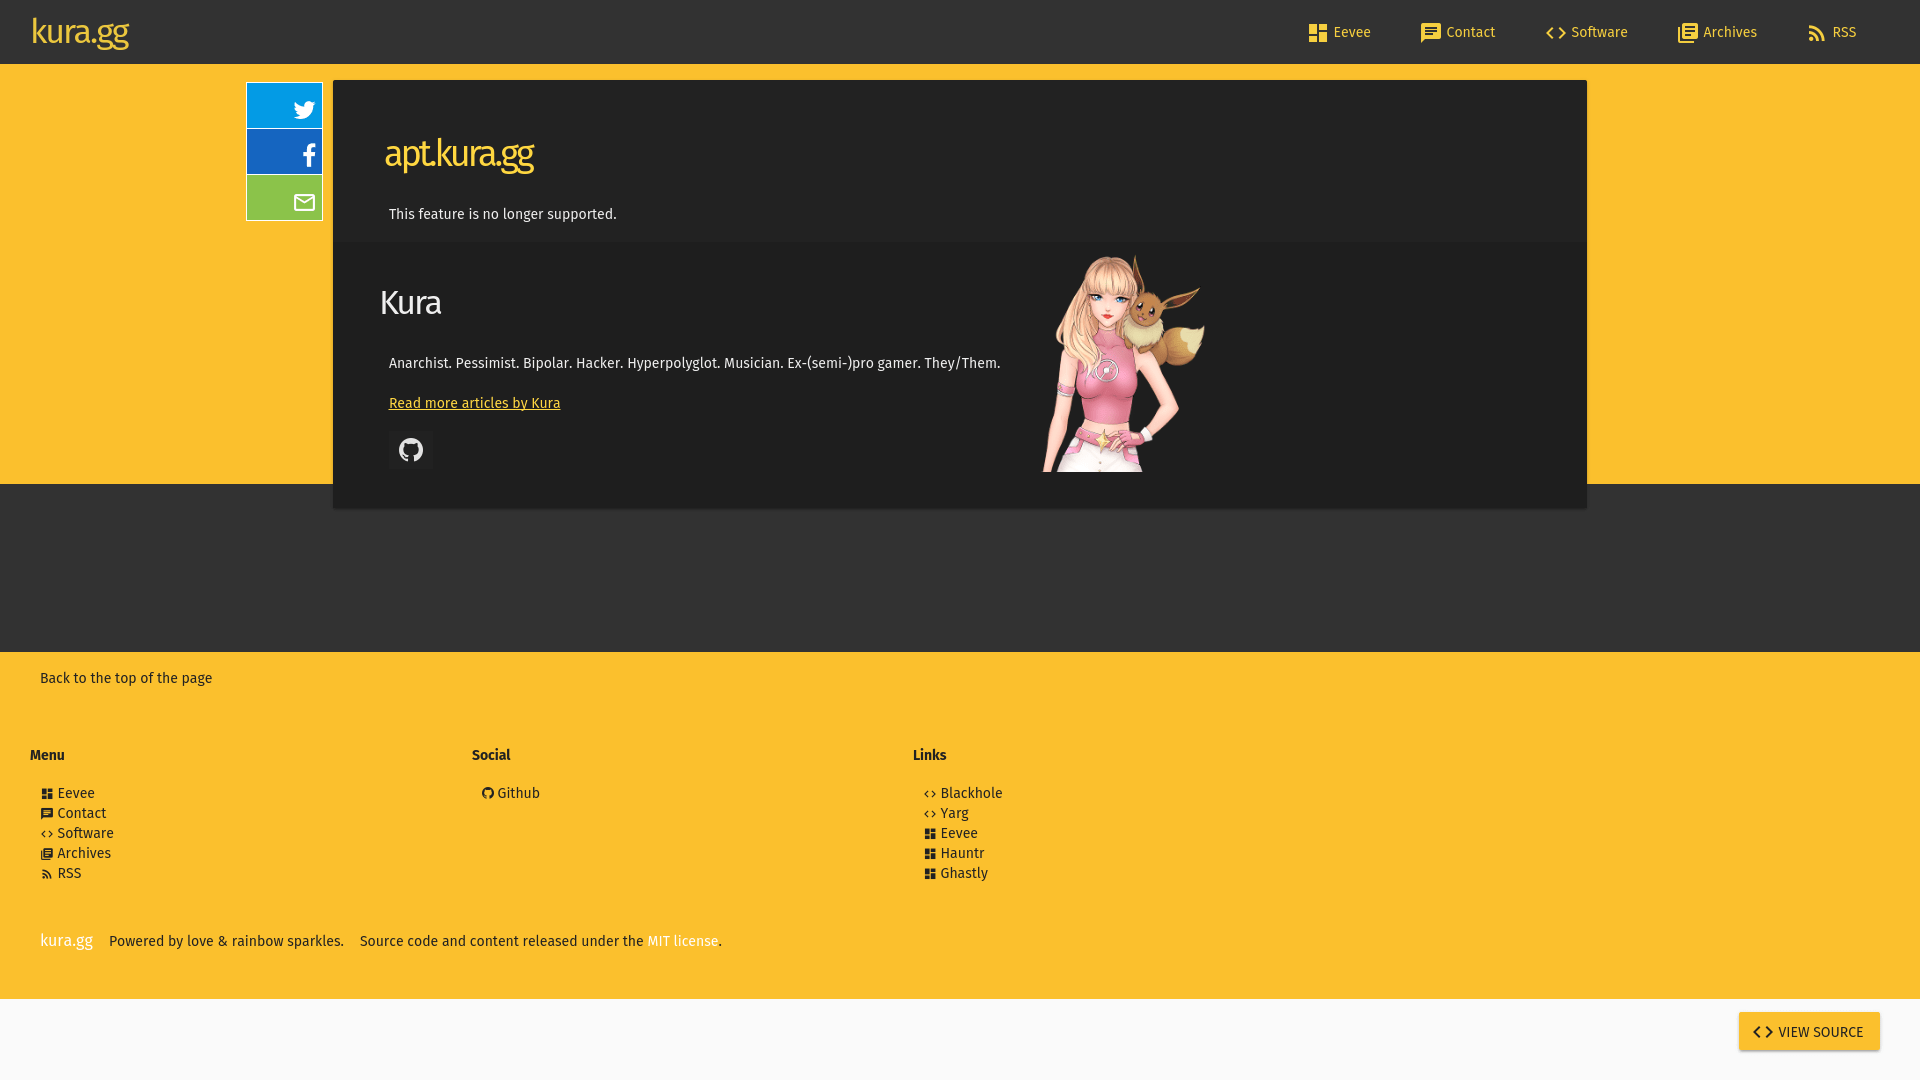 kura.gg
Eevee
Contact
Software
Archives
RSS
apt.kura.gg
This feature is no longer supported.
Kura
Anarchist. Pessimist. Bipolar. Hacker. Hyperpolyglot. Musician. Ex-(semi-)pro gamer. They/Them.
Read more articles by Kura
Back to the top of the page
Menu
Eevee
Contact
Software
Archives
RSS
Social
Github
Links
Blackhole
Yarg
Eevee
Hauntr
Ghastly
kura.gg Powered by love & rainbow sparkles. Source code and content released under the MIT license.
VIEW SOURCE